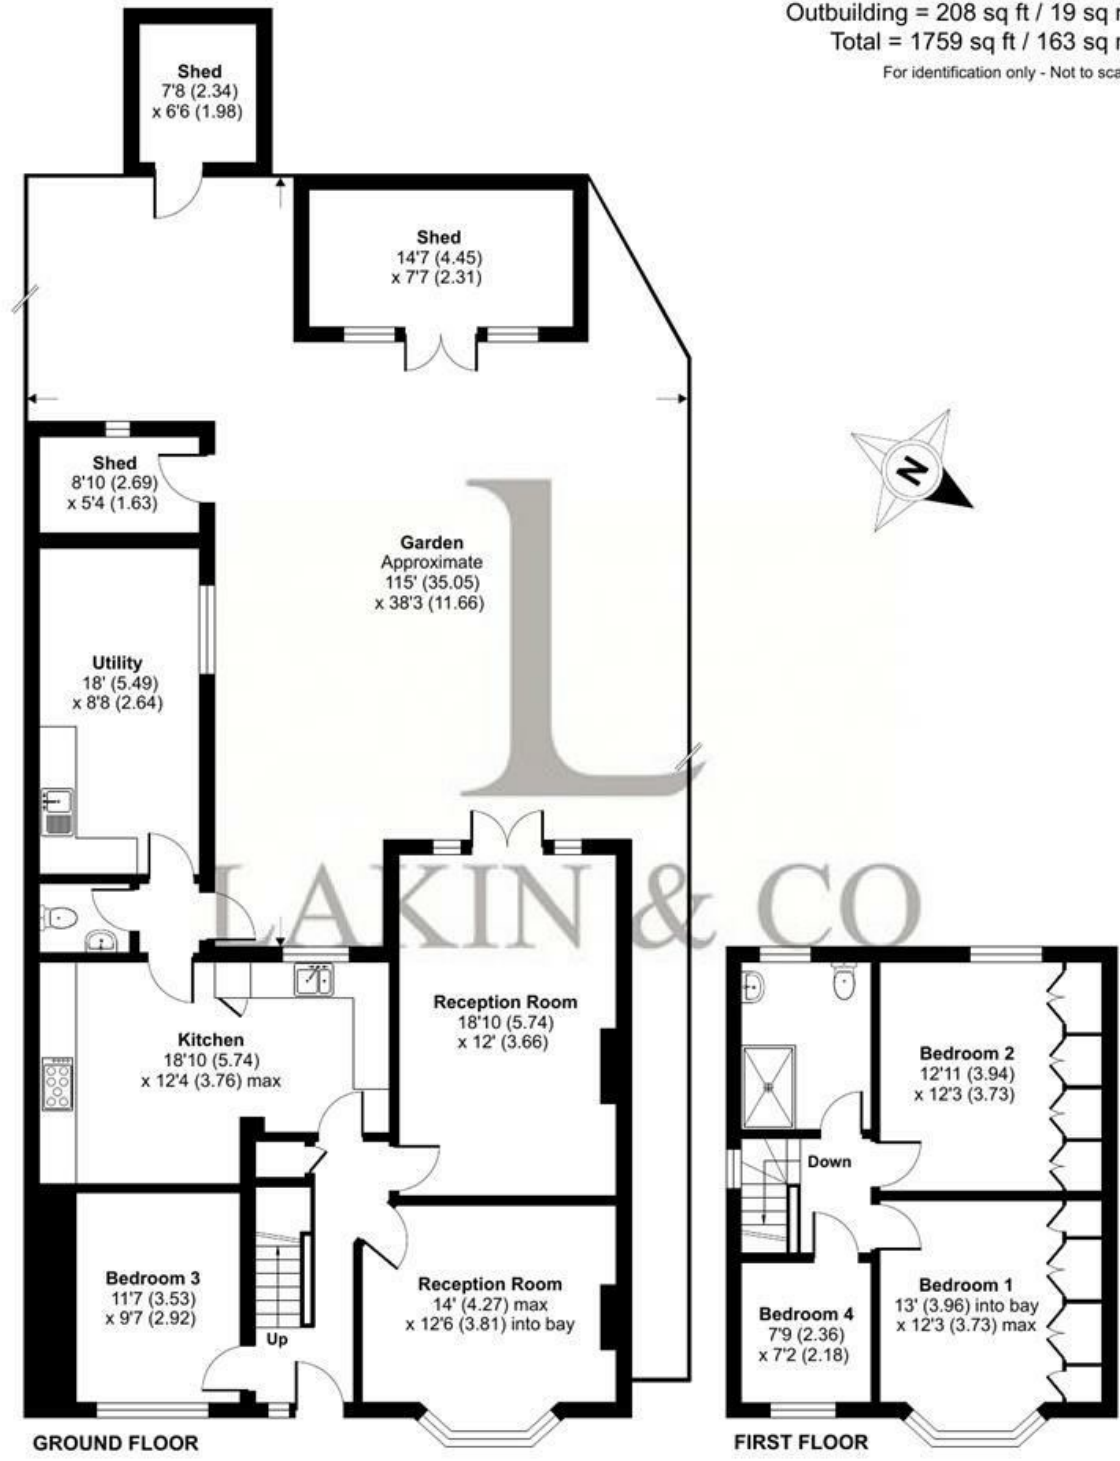 Outbuilding = 208 sq ft / 19 sq
Total = 1759 sq ft / 163 sq
For identification only - Not to
Shed
7'8 (2.34)
x 6'6 (1.98)
Shed
14'7 (4.45)
x 7'7 (2.31)
Shed
8'10 (2.69)
x 5'4 (1.63)
N
Garden
Approximate
115' (35.05)
x 38'3 (11.66)
Utility
18' (5.49)
x 8'8 (2.64)
L
LAKIN & CO
Reception Room
18'10 (5.74)
x 12' (3.66)
Kitchen
18'10 (5.74)
x 12'4 (3.76) max
Bedroom 2
12'11 (3.94)
x 12'3 (3.73)
Down
Bedroom 3
11'7 (3.53)
x 9'7 (2.92)
Up
Reception Room
14' (4.27) max
x 12'6 (3.81) into bay
Bedroom 4
7'9 (2.36)
x 7'2 (2.18)
Bedroom 1
13' (3.96) into bay
x 12'3 (3.73) max
GROUND FLOOR
FIRST FLOOR